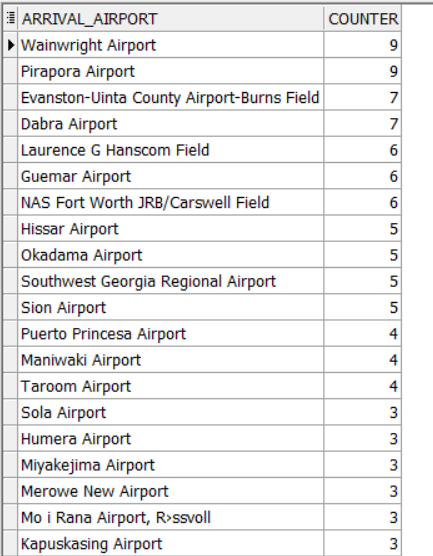 ARRIVAL_AIRPORT COUNTER
Wainwright Airport 9
Pirapora Airport 9
Evanston-Uinta County Airport-Burns Field 7
Dabra Airport 7
Laurence G Hanscom Field 6
Guemar Airport 6
NAS Fort Worth JRB/Carswell Field 6
Hissar Airport 5
Okadama Airport 5
Southwest Georgia Regional Airport 5
Sion Airport 5
Puerto Princesa Airport 4
Maniwaki Airport 4
Taroom Airport 4
Sola Airport 3
Humera Airport 3
Miyakejima Airport 3
Merowe New Airport 3
Mo i Rana Airport, R>ssvoll 3
Kapuskasing Airport 3